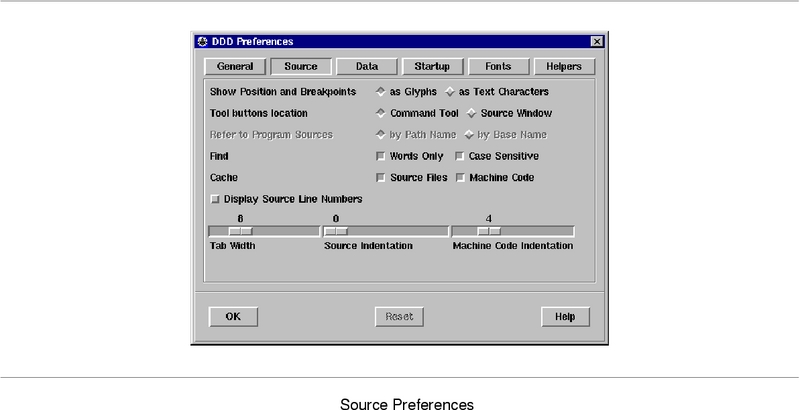 DDD Preferences
General Source Data Startup Fonts Helpers
Show Position and Breakpoints as Glyphs as Text Characters
Tool buttons location Command Tool Source Window
Refer to Program Sources by Path Name by Base Name
Find Words Only Case Sensitive
Cache Source Files Machine Code
Display Source Line Numbers
8 0 4
Tab Width Source Indentation Machine Code Indentation
OK Reset Help
Source Preferences